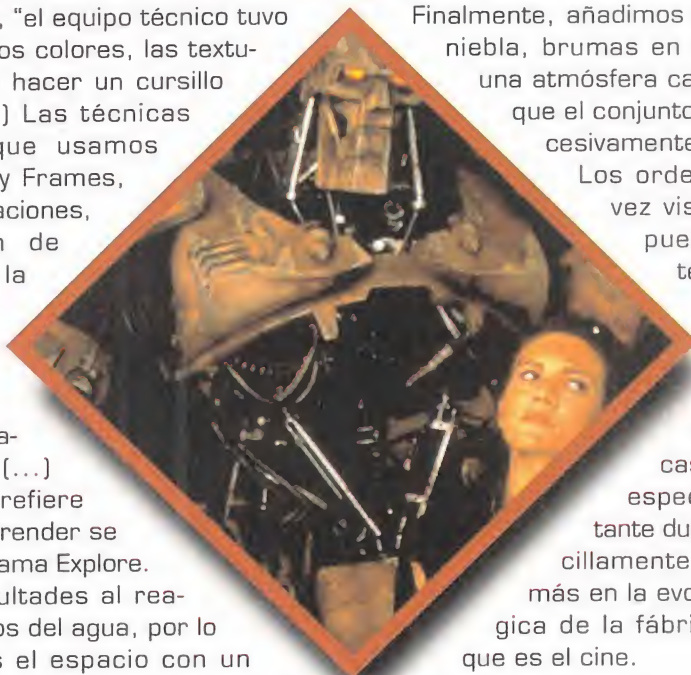 , “el equipo técnico tuvo
os colores, las textu-
hacer un cursillo
) Las técnicas
que usamos
y Frames,
aciones,
n de
la
a-
(...)
refiere
render se
ama Explore.
ultades al rea-
os del agua, por lo
s el espacio con un
Finalmente, añadimos
niebla, brumas en
una atmósfera ca
que el conjunto
cesivamente
Los orde
vez vis
pue
te
cas
espec
tante du
cillamente
más en la evo
gica de la fábri
que es el cine.